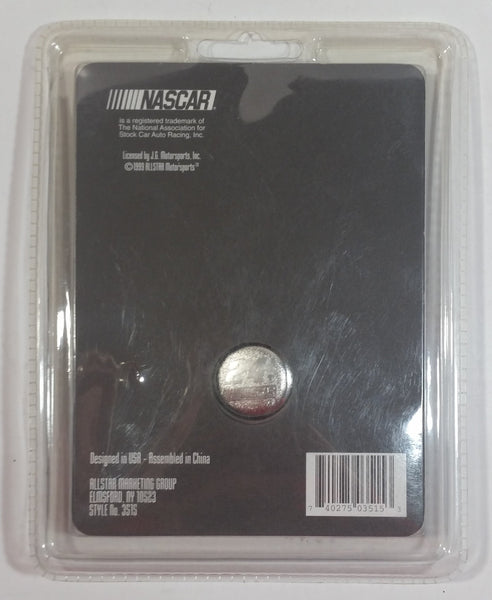 NASCAR
is a registered trademark of
The National Association for
Stock Car Auto Racing, Inc.
Licensed by J.G. Motorsports, Inc.
©1999 ALLSTAR Motorsports™
Designed in USA - Assembled in China
ALLSTAR MARKETING GROUP
ELMSFORD, NY 10523
STYLE No. 3515
7 40275 03515 3